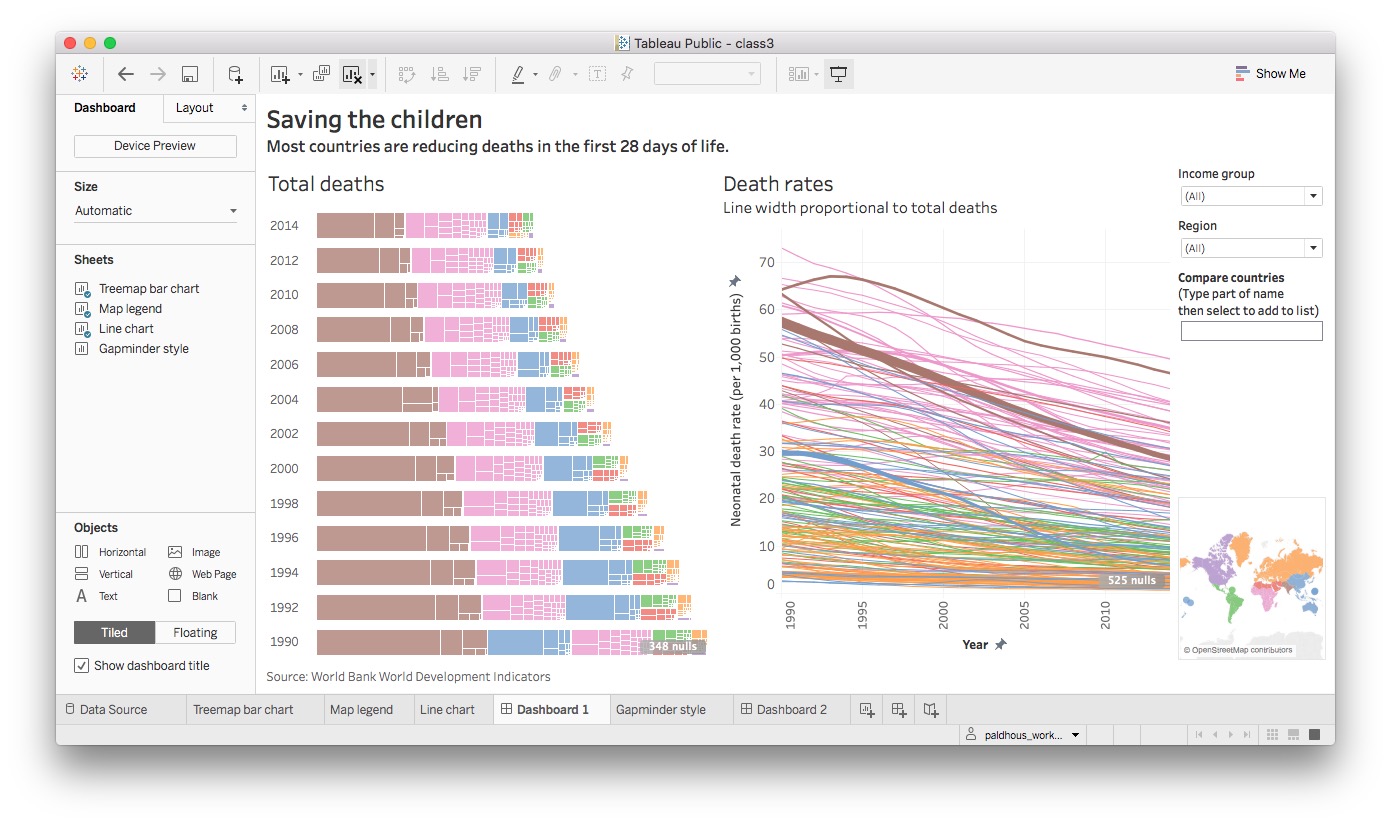 Tableau Public - class3
Show Me
Dashboard
Layout
Device Preview
Size
Automatic
Sheets
Treemap bar chart
Map legend
Line chart
Gapminder style
Objects
Horizontal
Image
Vertical
Web Page
A Text
Blank
Tiled
Floating
Show dashboard title
Saving the children
Most countries are reducing deaths in the first 28 days of life.
Total deaths
2014
2012
2010
2008
2006
2004
2002
2000
1998
1996
1994
1992
1990
348 nulls
Source: World Bank World Development Indicators
Death rates
Line width proportional to total deaths
Neonatal death rate (per 1,000 births)
70
60
50
40
30
20
10
0
525 nulls
1990
1995
2000
2005
2010
Year
Income group
(All)
Region
(All)
Compare countries
(Type part of name
then select to add to list)
© OpenStreetMap contributors
Data Source
Treemap bar chart
Map legend
Line chart
Dashboard 1
Gapminder style
Dashboard 2
paldhous_work...